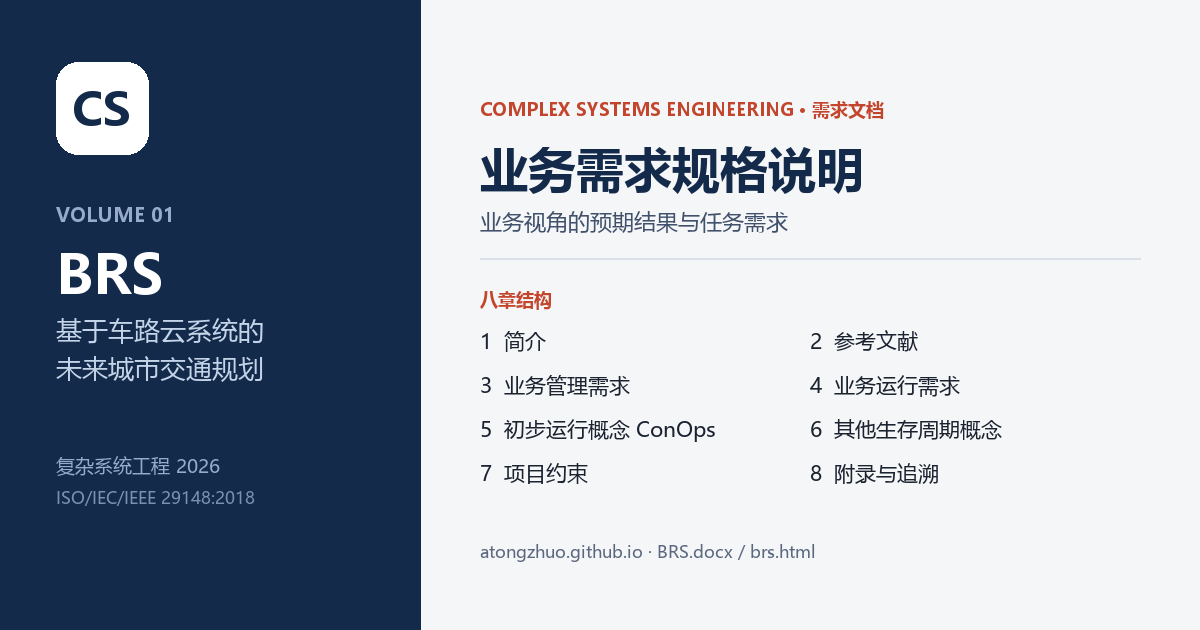 CS
VOLUME 01
BRS
基于车路云系统的
未来城市交通规划
复杂系统工程 2026
ISO/IEC/IEEE 29148:2018
COMPLEX SYSTEMS ENGINEERING • 需求文档
业务需求规格说明
业务视角的预期结果与任务需求
八章结构
1 简介
2 参考文献
3 业务管理需求
4 业务运行需求
5 初步运行概念 ConOps
6 其他生存周期概念
7 项目约束
8 附录与追溯
atongzhuo.github.io · BRS.docx / brs.html